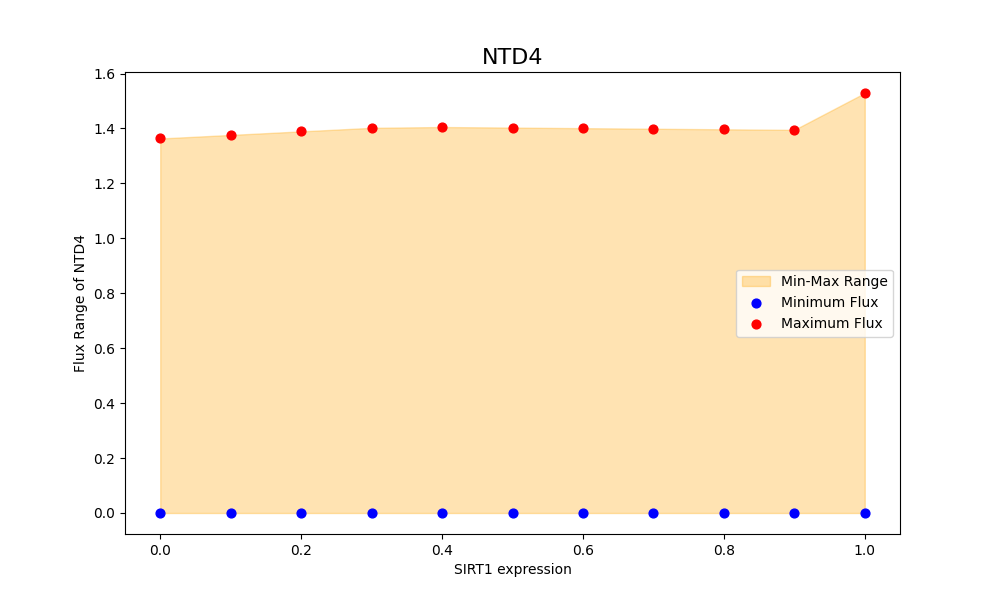 NTD4
1.6
1.4
1.2
1.0
0.8
0.6
0.4
0.2
0.0
Flux Range of NTD4
Min-Max Range
Minimum Flux
Maximum Flux
0.0 0.2 0.4 0.6 0.8 1.0
SIRT1 expression